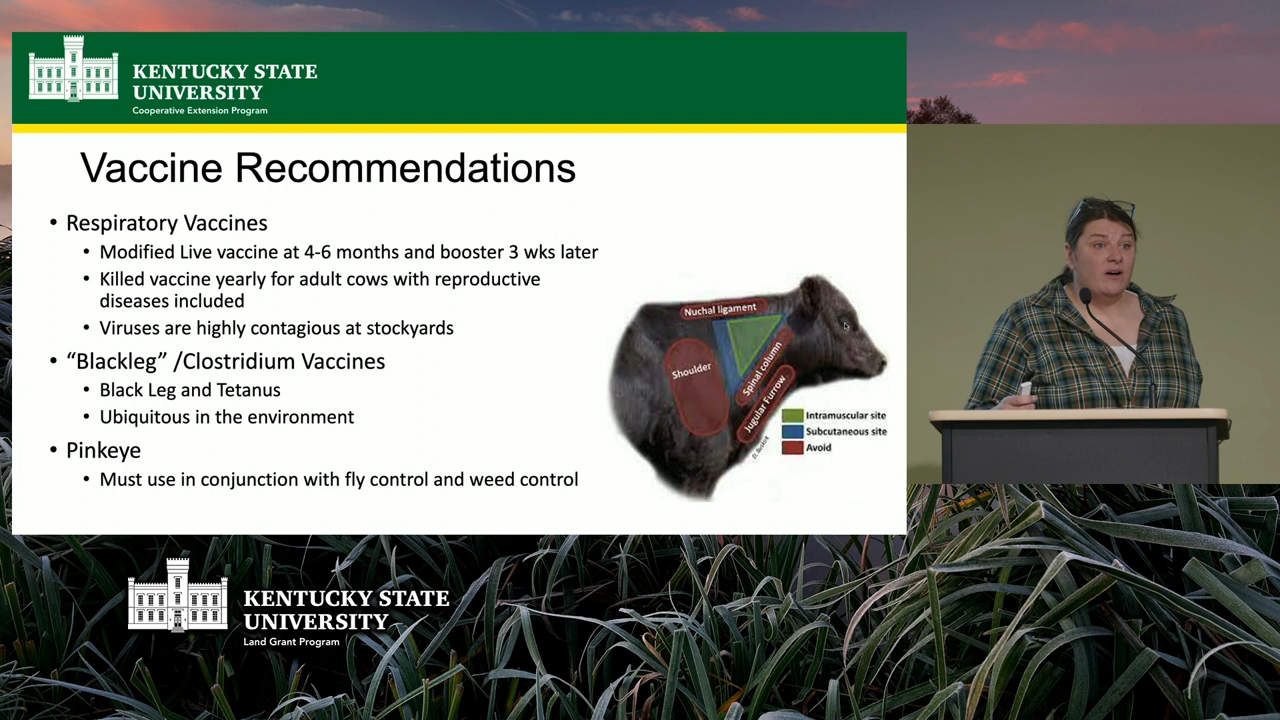 KENTUCKY STATE
UNIVERSITY
Cooperative Extension Program
Vaccine Recommendations
• Respiratory Vaccines
• Modified Live vaccine at 4-6 months and booster 3 wks later
• Killed vaccine yearly for adult cows with reproductive
diseases included
• Viruses are highly contagious at stockyards
• “Blackleg” /Clostridium Vaccines
• Black Leg and Tetanus
• Ubiquitous in the environment
• Pinkeye
• Must use in conjunction with fly control and weed control
Nuchal ligament
Shoulder
Spinal column
Jugular Furrow
Intramuscular site
Subcutaneous site
Avoid
KENTUCKY STATE
UNIVERSITY
Land Grant Program